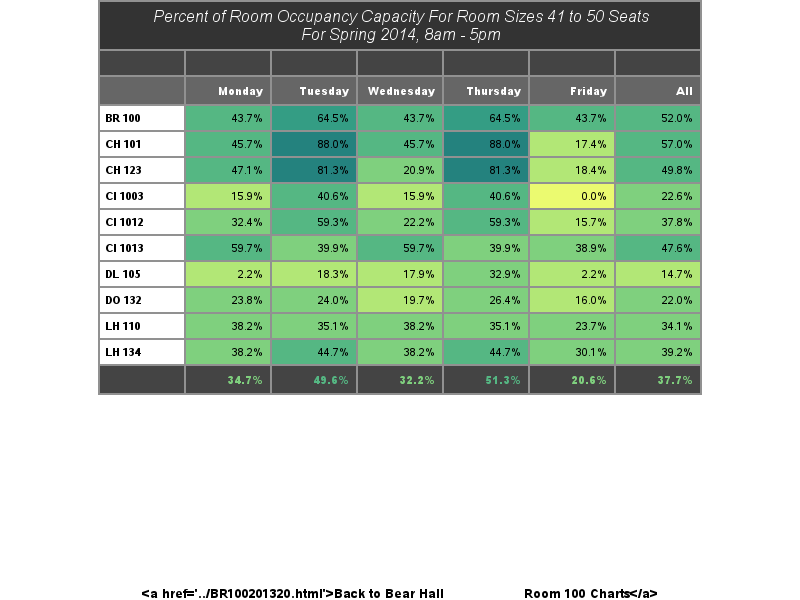 Percent of Room Occupancy Capacity For Room Sizes 41 to 50 Seats
For Spring 2014, 8am - 5pm
Monday Tuesday Wednesday Thursday Friday All
BR 100 43.7% 64.5% 43.7% 64.5% 43.7% 52.0%
CH 101 45.7% 88.0% 45.7% 88.0% 17.4% 57.0%
CH 123 47.1% 81.3% 20.9% 81.3% 18.4% 49.8%
CI 1003 15.9% 40.6% 15.9% 40.6% 0.0% 22.6%
CI 1012 32.4% 59.3% 22.2% 59.3% 15.7% 37.8%
CI 1013 59.7% 39.9% 59.7% 39.9% 38.9% 47.6%
DL 105 2.2% 18.3% 17.9% 32.9% 2.2% 14.7%
DO 132 23.8% 24.0% 19.7% 26.4% 16.0% 22.0%
LH 110 38.2% 35.1% 38.2% 35.1% 23.7% 34.1%
LH 134 38.2% 44.7% 38.2% 44.7% 30.1% 39.2%
34.7% 49.6% 32.2% 51.3% 20.6% 37.7%
<a href='../BR100201320.html'>Back to Bear Hall Room 100 Charts</a>